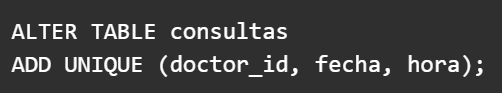 ALTER TABLE consultas
ADD UNIQUE (doctor_id, fecha, hora);